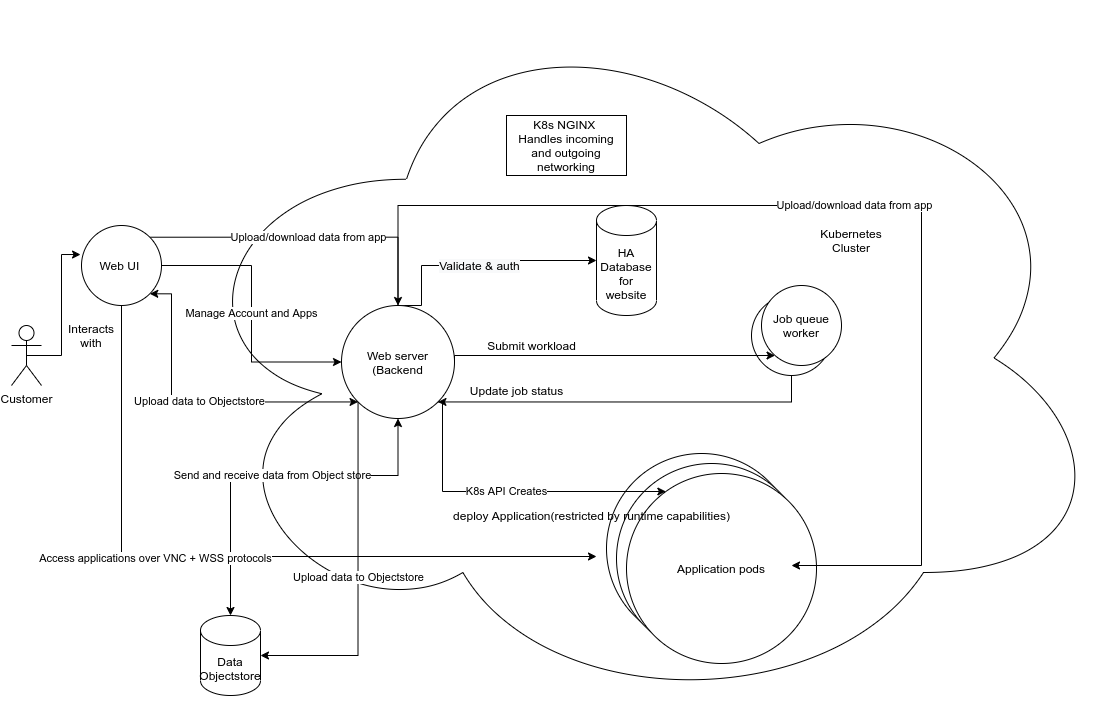 K8s NGINX
Handles incoming
and outgoing
networking
Upload/download data from app
Kubernetes
Cluster
Upload/download data from app
Web UI
Validate & auth
HA
Database
for
website
Manage Account and Apps
Interacts
with
Job queue
worker
Submit workload
Web server
(Backend
Customer
Upload data to Objectstore
Update job status
Send and receive data from Object store
K8s API Creates
deploy Application(restricted by runtime capabilities)
Access applications over VNC + WSS protocols
Upload data to Objectstore
Application pods
Data
Objectstore